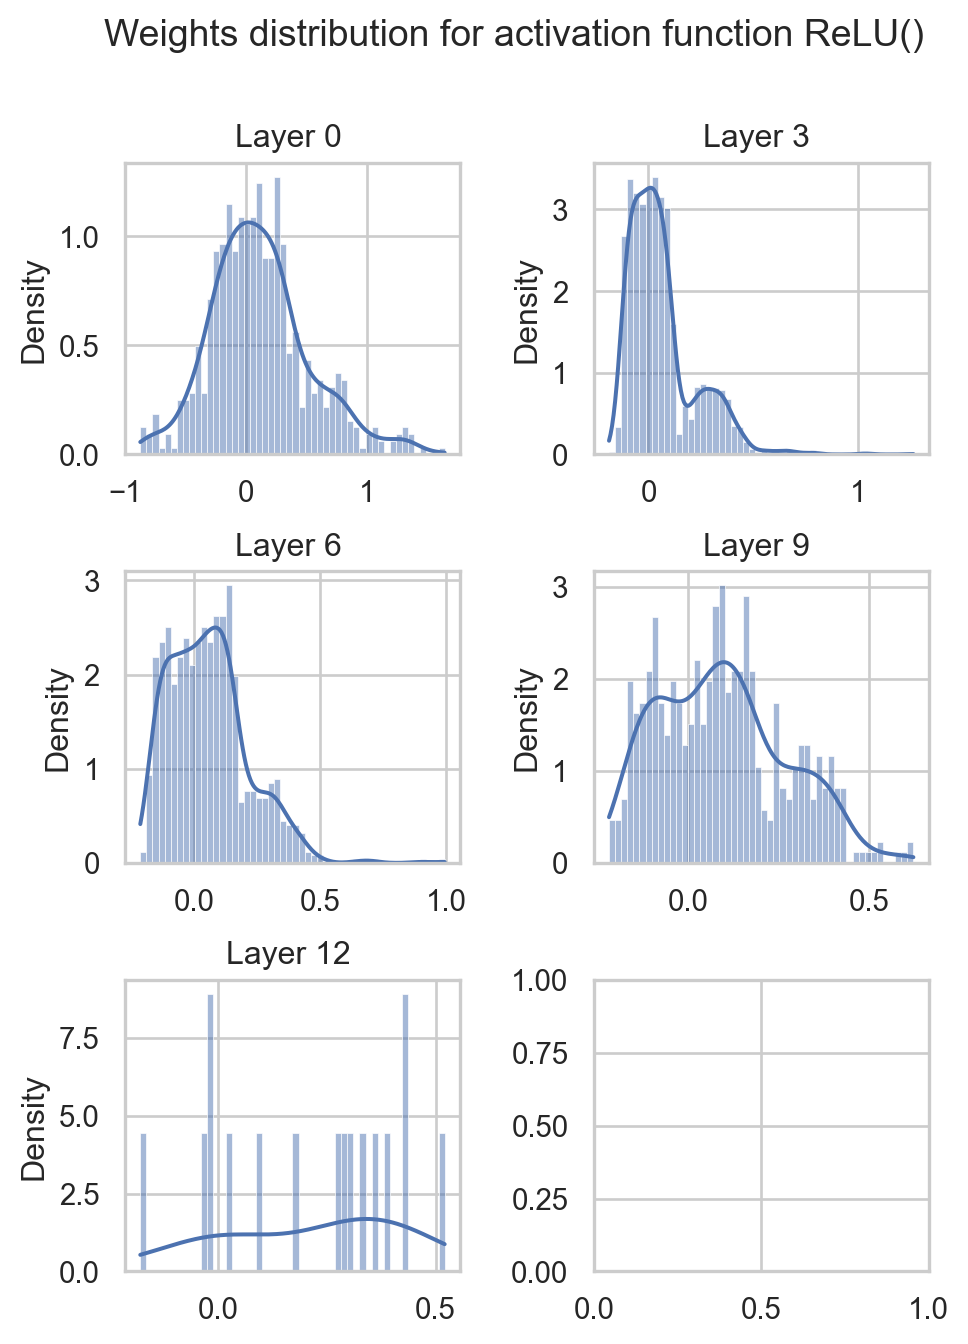 Weights distribution for activation function ReLU()
Layer 0
Density
1.0
0.5
0.0
−1 0 1
Layer 3
Density
3
2
1
0
0 1
Layer 6
Density
3
2
1
0
0.0 0.5 1.0
Layer 9
Density
3
2
1
0
0.0 0.5
Layer 12
Density
7.5
5.0
2.5
0.0
0.0 0.5
1.00
0.75
0.50
0.25
0.00
0.0 0.5 1.0